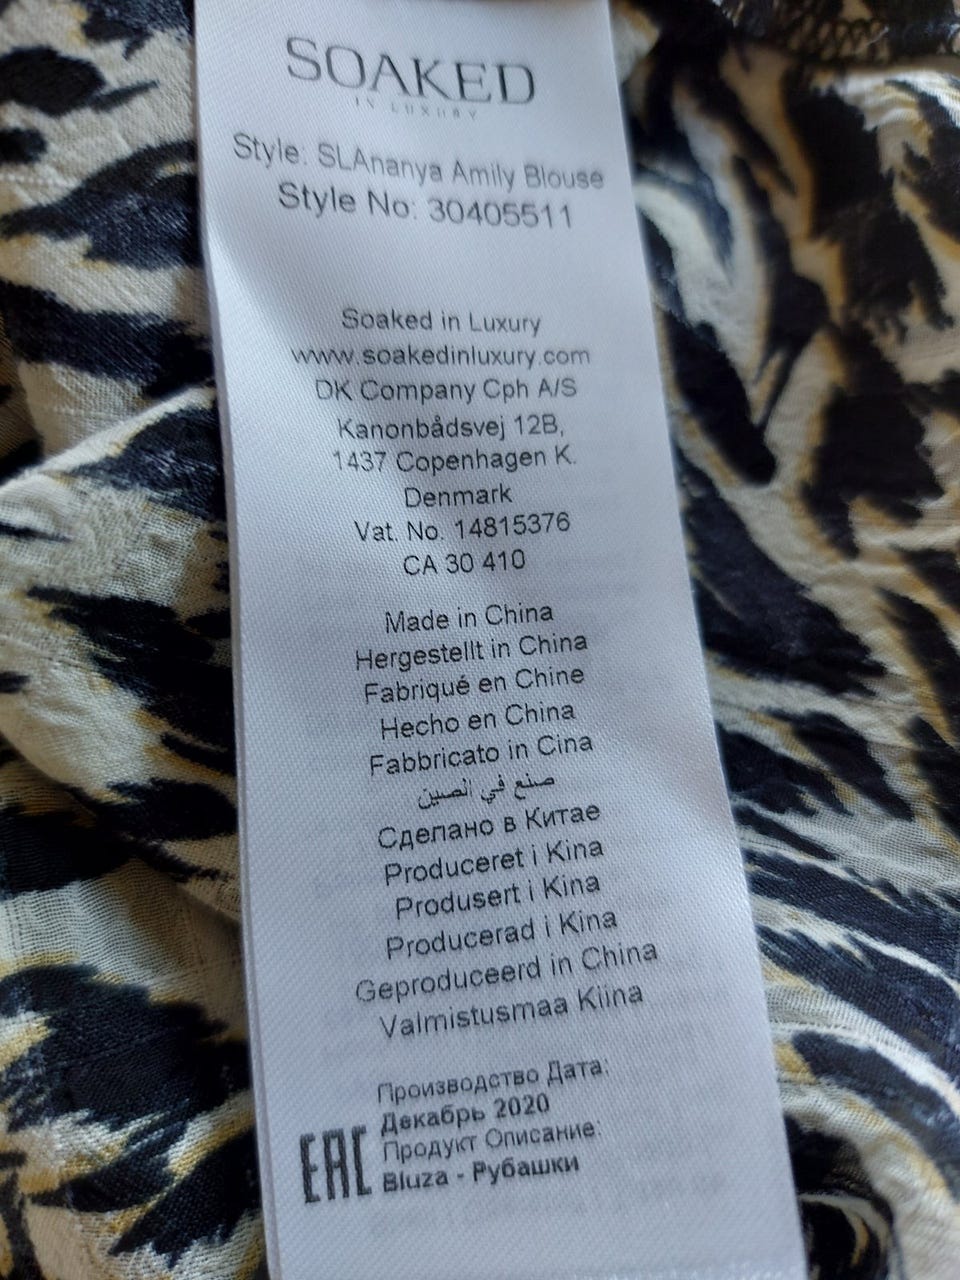 SOAKED
IN LUXURY
Style: SLAnanya Amily Blouse
Style No: 30405511
Soaked in Luxury
www.soakedinluxury.com
DK Company Cph A/S
Kanonbådsvej 12B,
1437 Copenhagen K.
Denmark
Vat. No. 14815376
CA 30 410
Made in China
Hergestellt in China
Fabriqué en Chine
Hecho en China
Fabbricato in Cina
صنع في الصين
Сделано в Китае
Produceret i Kina
Produsert i Kina
Producerad i Kina
Geproduceerd in China
Valmistusmaa Kiina
Производство Дата:
Декабрь 2020
Продукт Описание:
Bluza - Рубашки
EAC